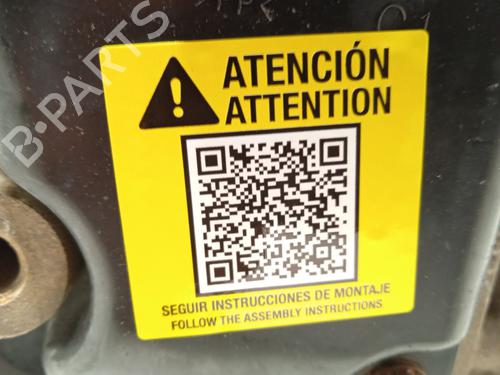 B-PARTS
ATENCIÓN
ATTENTION
SEGUIR INSTRUCCIONES DE MONTAJE
FOLLOW THE ASSEMBLY INSTRUCTIONS